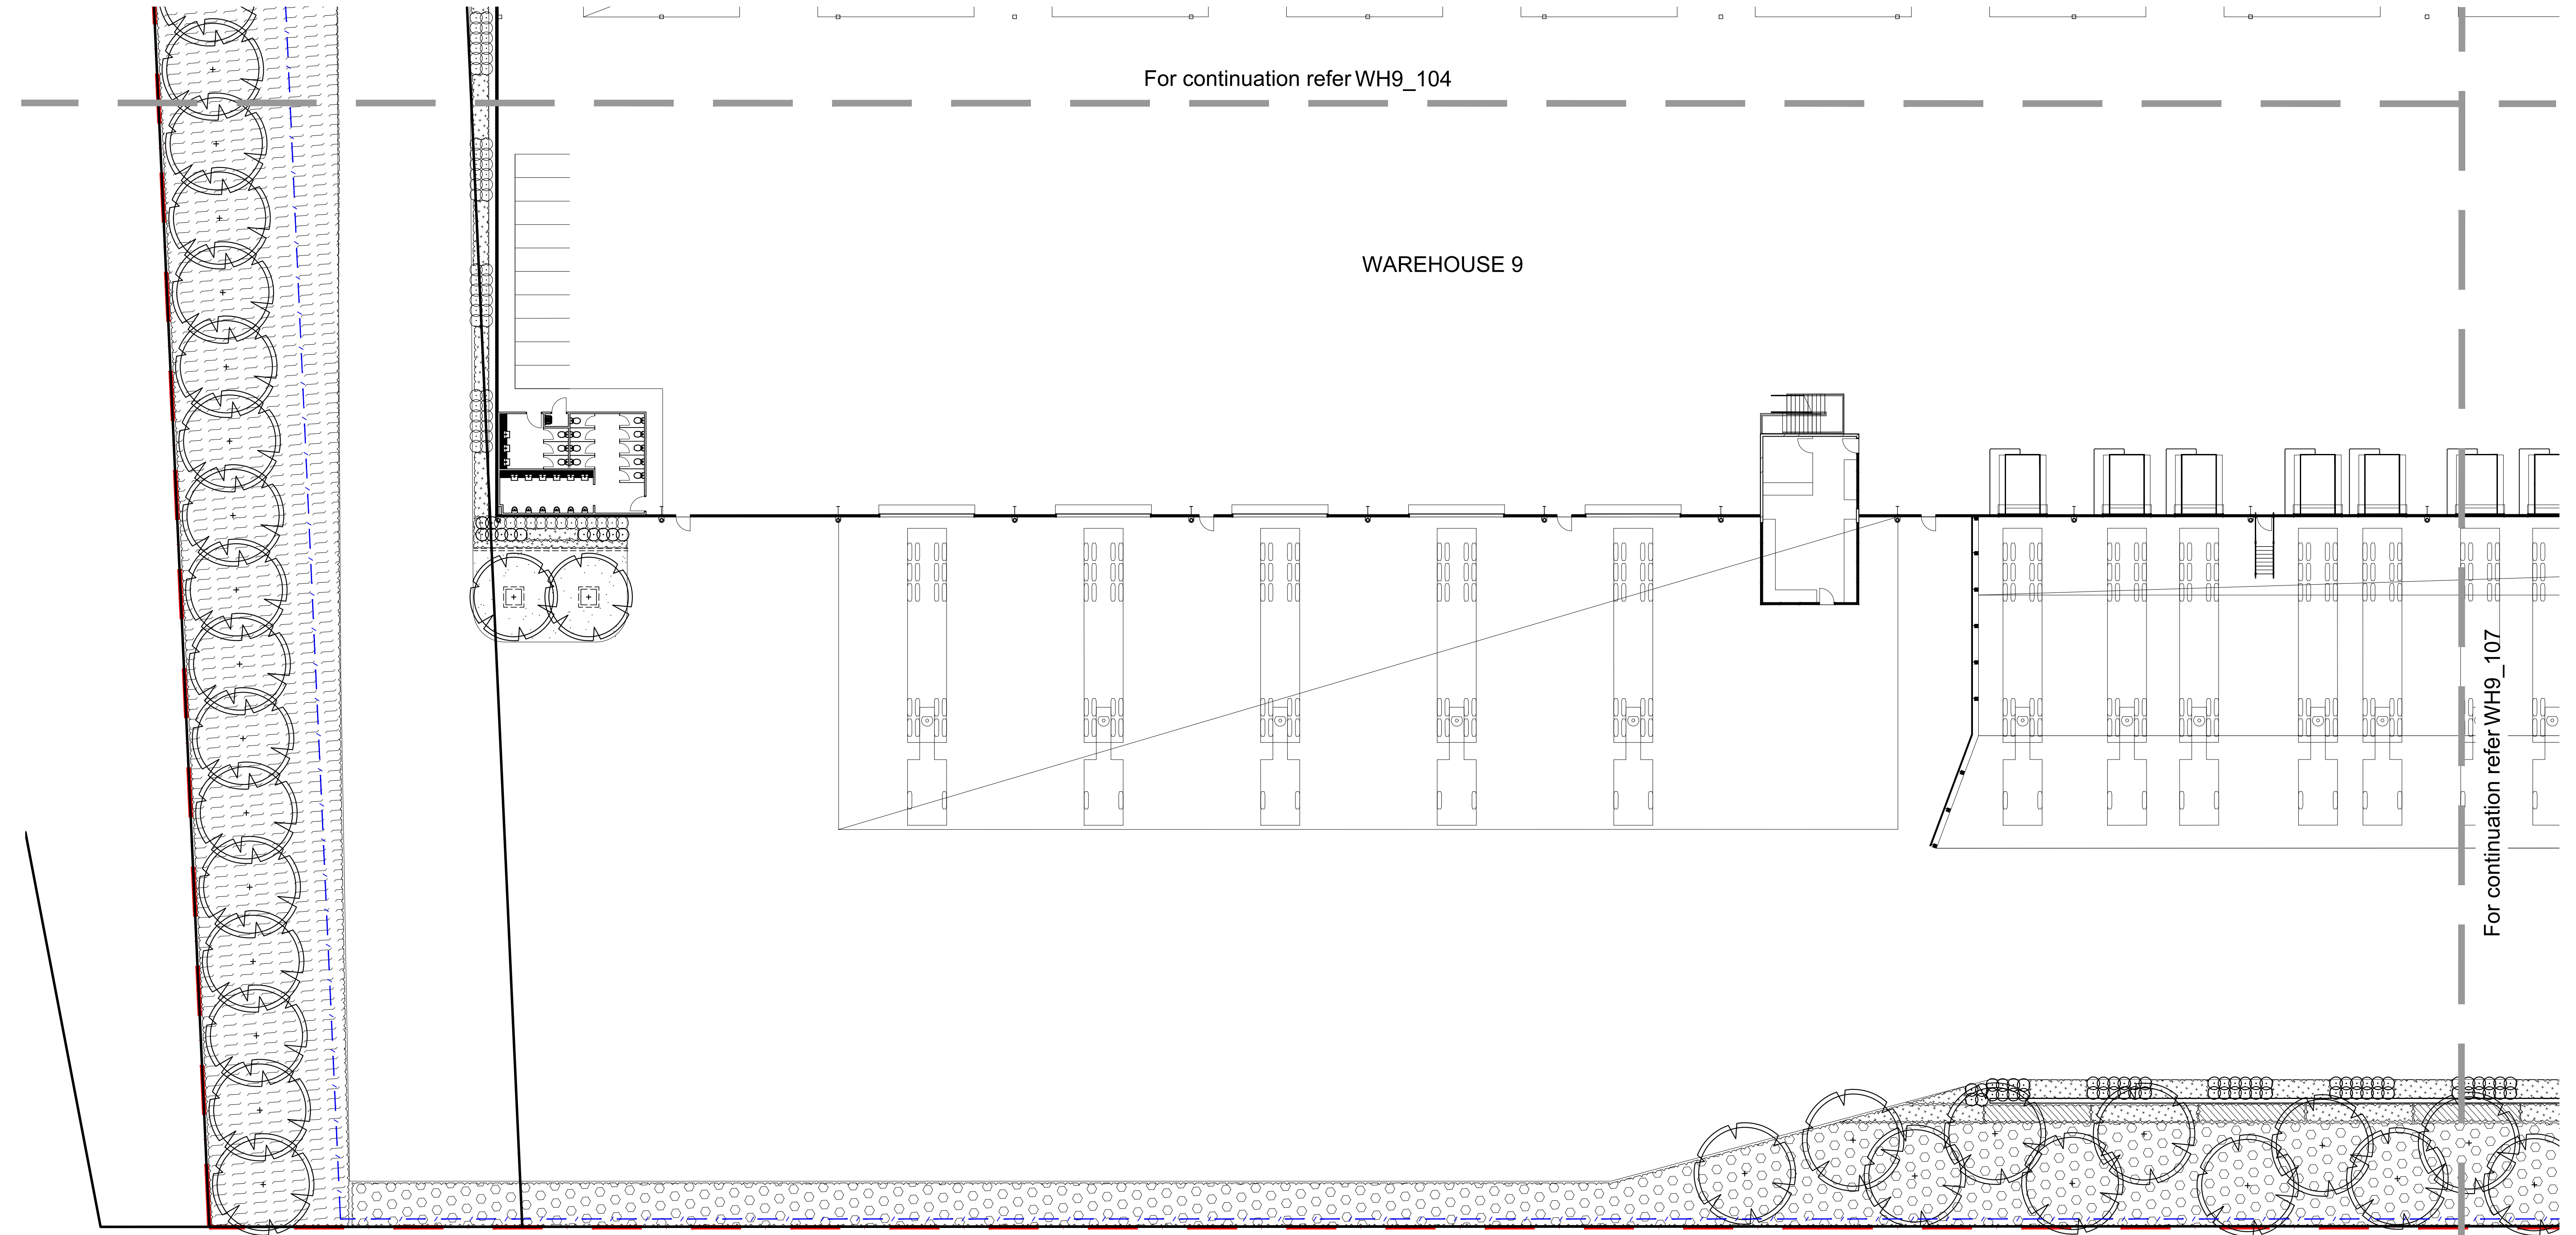 For continuation refer WH9_104
WAREHOUSE 9
For continuation refer WH9_107